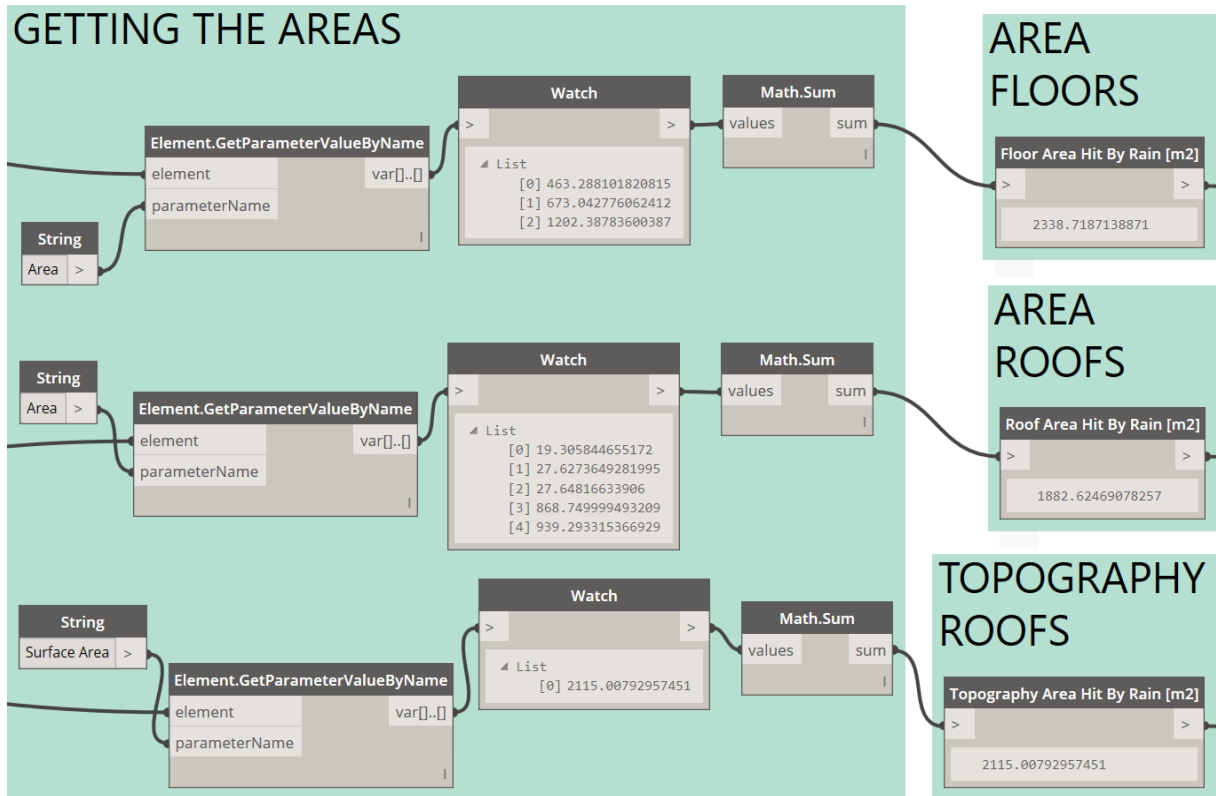 GETTING THE AREAS
Element.GetParameterValueByName
element
var[]..[]
parameterName
l
String
Area
>
Watch
>
>
List
[0] 463.288101820815
[1] 673.042776062412
[2] 1202.38783600387
Math.Sum
values
sum
l
AREA
FLOORS
Floor Area Hit By Rain [m2]
>
>
2338.7187138871
String
Area
>
Element.GetParameterValueByName
element
var[]..[]
parameterName
l
Watch
>
>
List
[0] 19.305844655172
[1] 27.6273649281995
[2] 27.64816633906
[3] 868.749999493209
[4] 939.293315366929
Math.Sum
values
sum
l
AREA
ROOFS
Roof Area Hit By Rain [m2]
>
>
1882.62469078257
String
Surface Area
>
Element.GetParameterValueByName
element
var[]..[]
parameterName
l
Watch
>
>
List
[0] 2115.00792957451
Math.Sum
values
sum
l
TOPOGRAPHY
ROOFS
Topography Area Hit By Rain [m2]
>
>
2115.00792957451